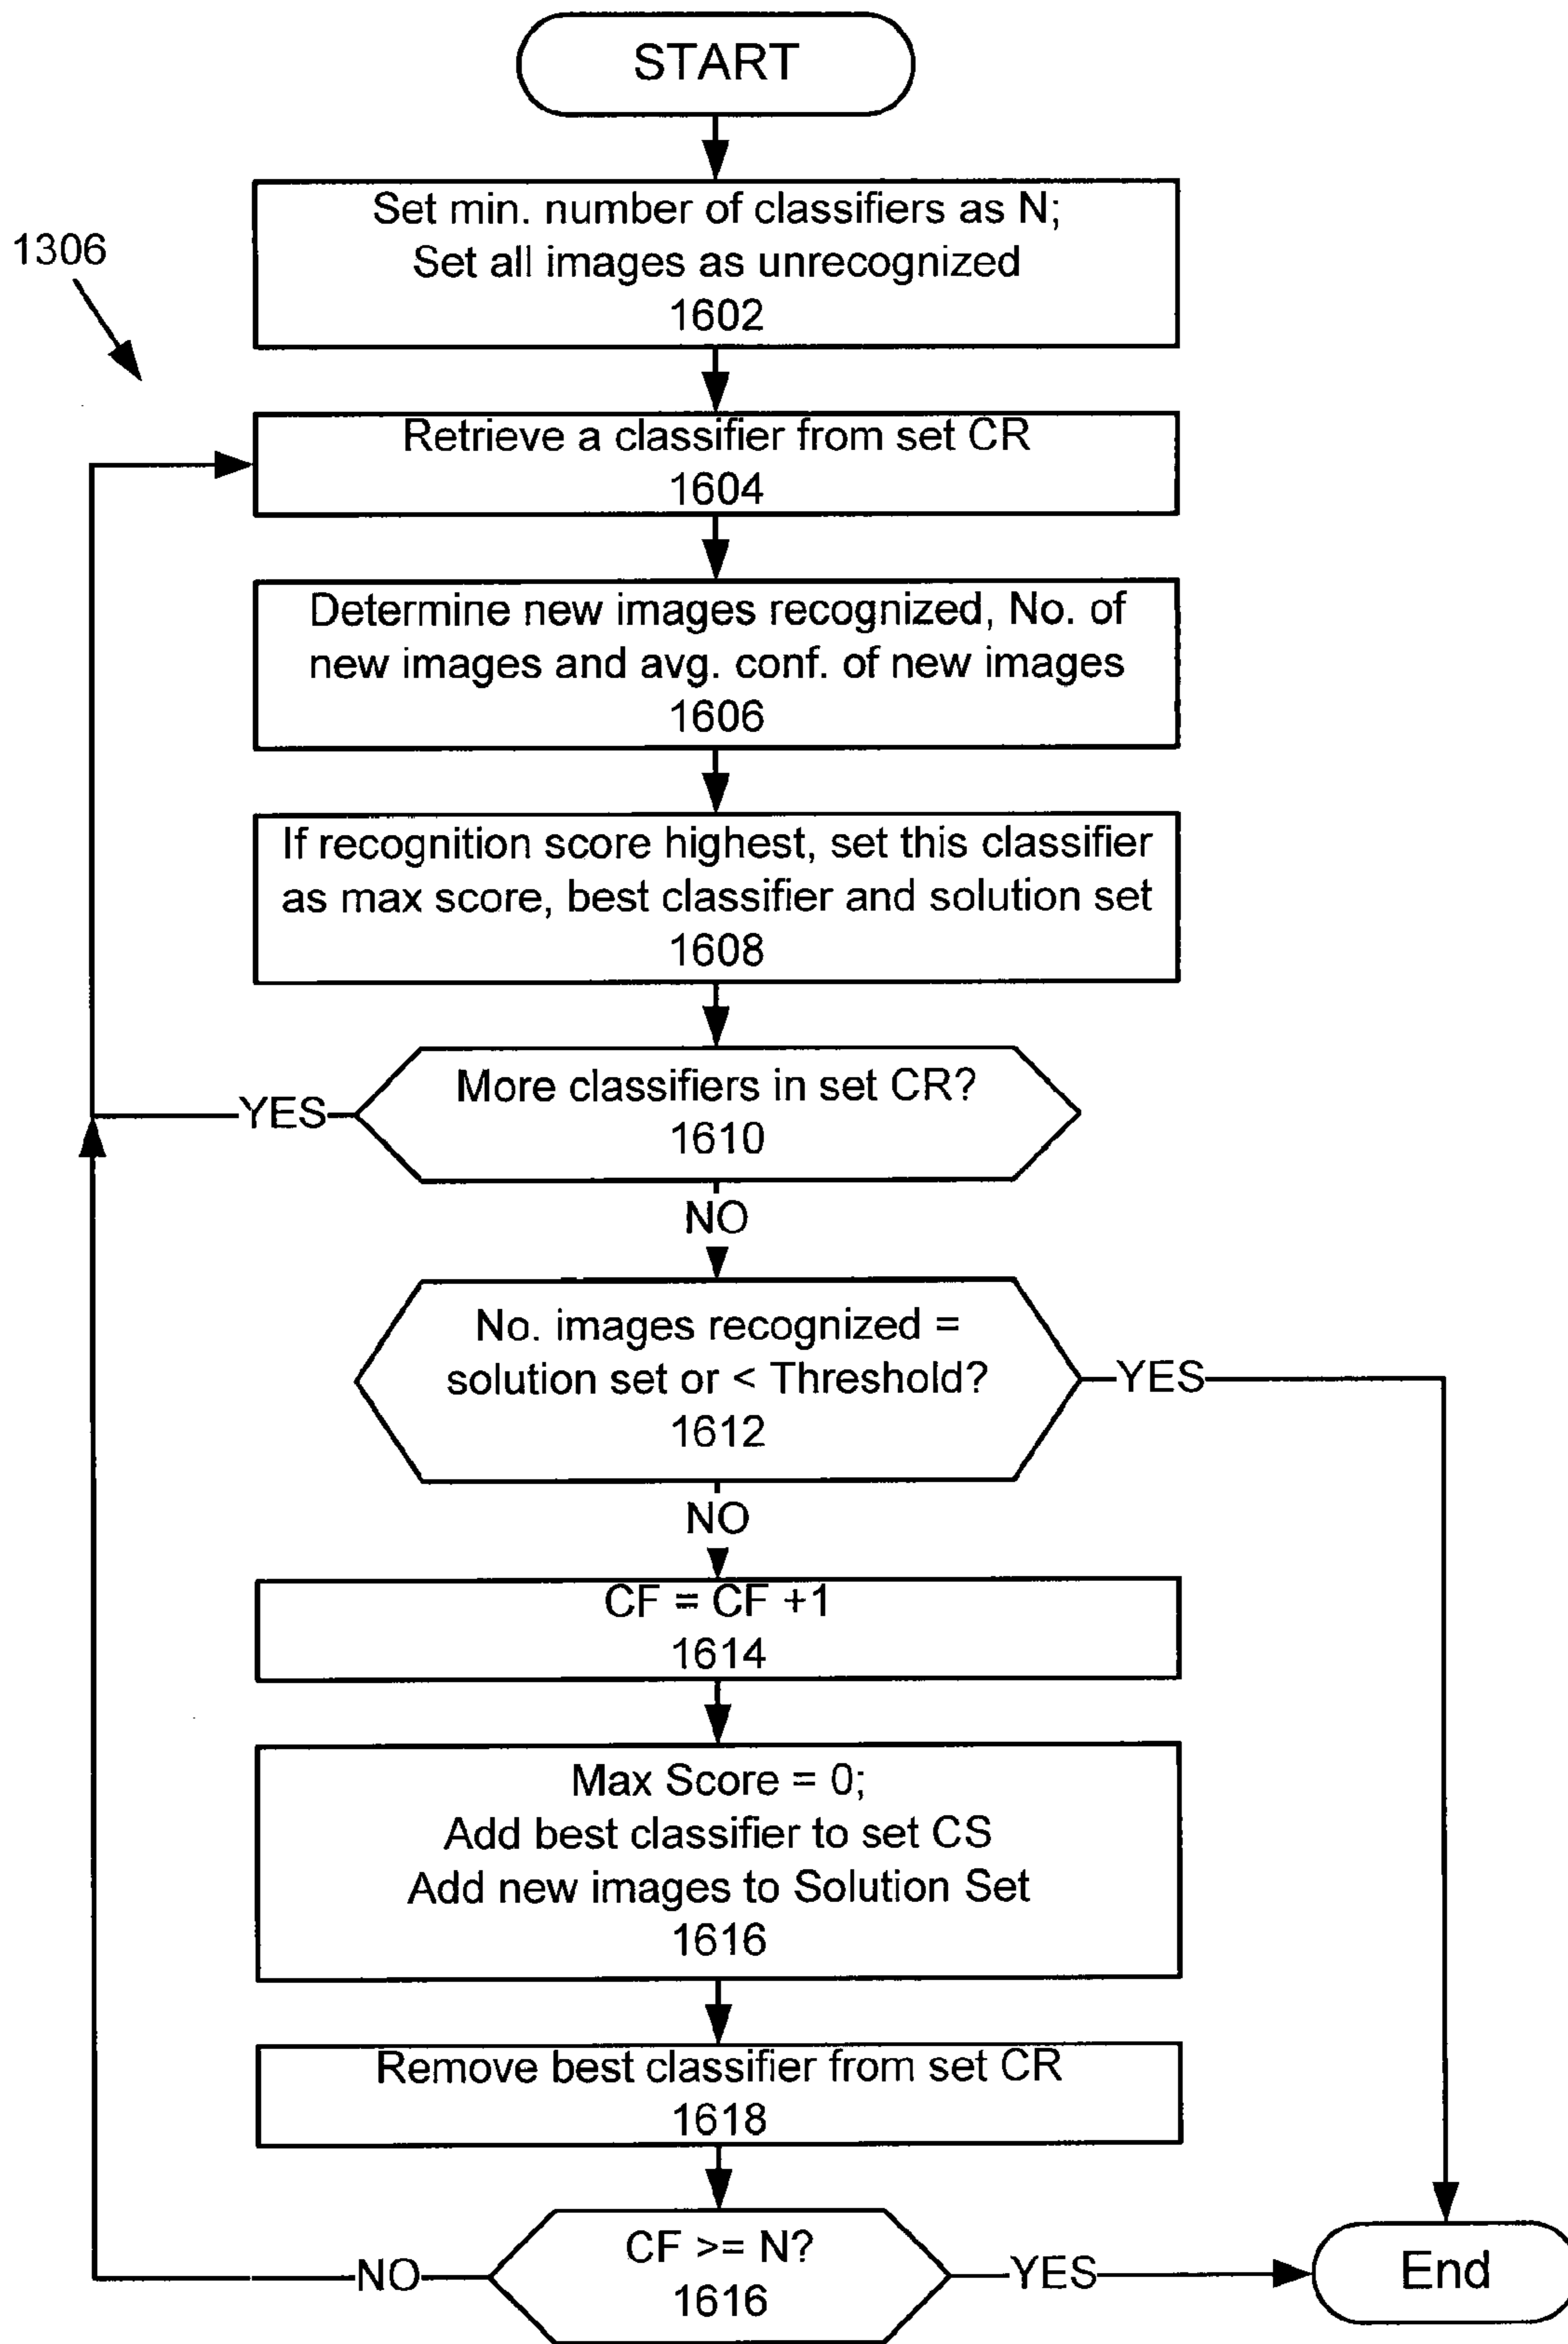 START
Set min. number of classifiers as N;
Set all images as unrecognized
1602
1306
Retrieve a classifier from set CR
1604
Determine new images recognized, No. of
new images and avg. conf. of new images
1606
If recognition score highest, set this classifier
as max score, best classifier and solution set
1608
More classifiers in set CR?
1610
YES
NO
No. images recognized =
solution set or < Threshold?
1612
YES
NO
CF = CF +1
1614
Max Score = 0;
Add best classifier to set CS
Add new images to Solution Set
1616
Remove best classifier from set CR
1618
CF >= N?
1616
NO
YES
End